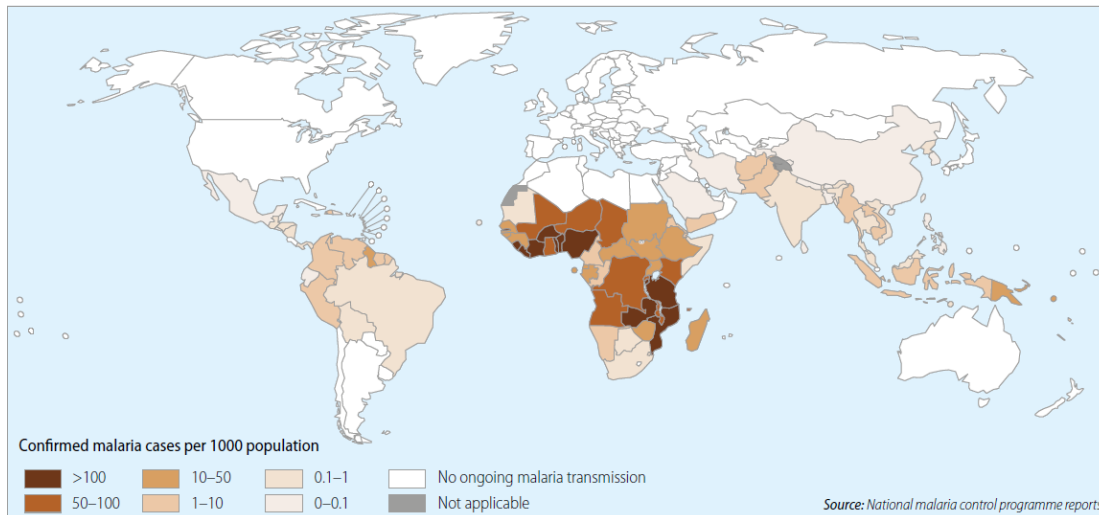 Confirmed malaria cases per 1000 population
>100 10–50 0.1–1 No ongoing malaria transmission
50–100 1–10 0–0.1 Not applicable
Source: National malaria control programme reports